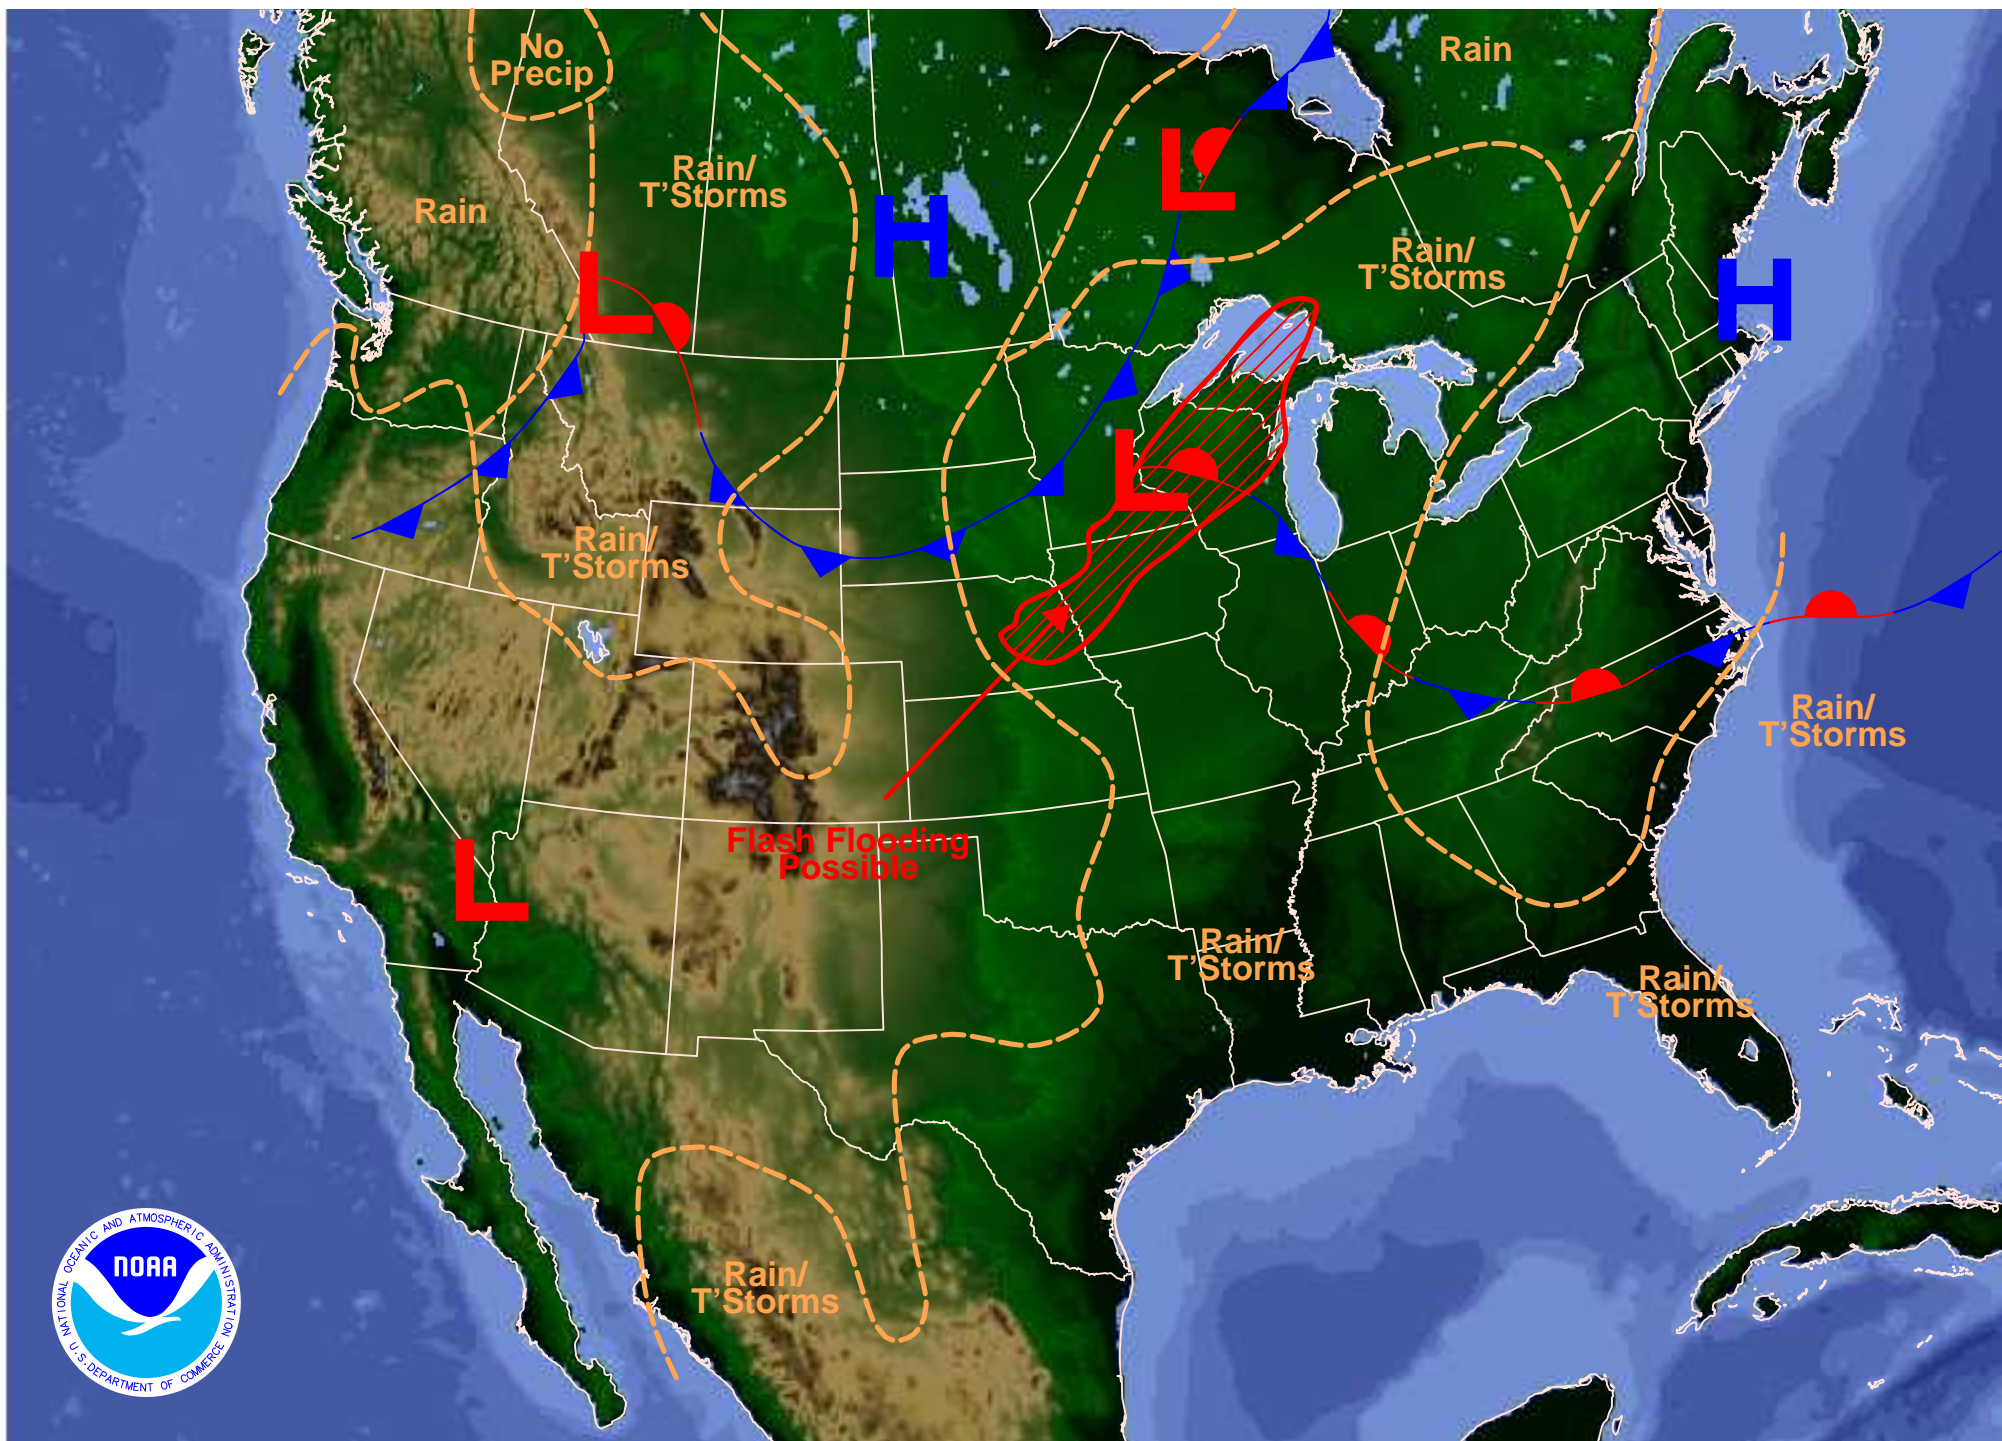 No
Precip
Rain
Rain/
T'Storms
Rain
H
L
Rain/
T'Storms
L
H
L
Rain/
T'Storms
Rain/
T'Storms
Flash Flooding
Possible
L
Rain/
T'Storms
Rain/
T'Storms
Rain/
T'Storms
NATIONAL OCEANIC AND ATMOSPHERIC ADMINISTRATION
NOAA
U.S. DEPARTMENT OF COMMERCE